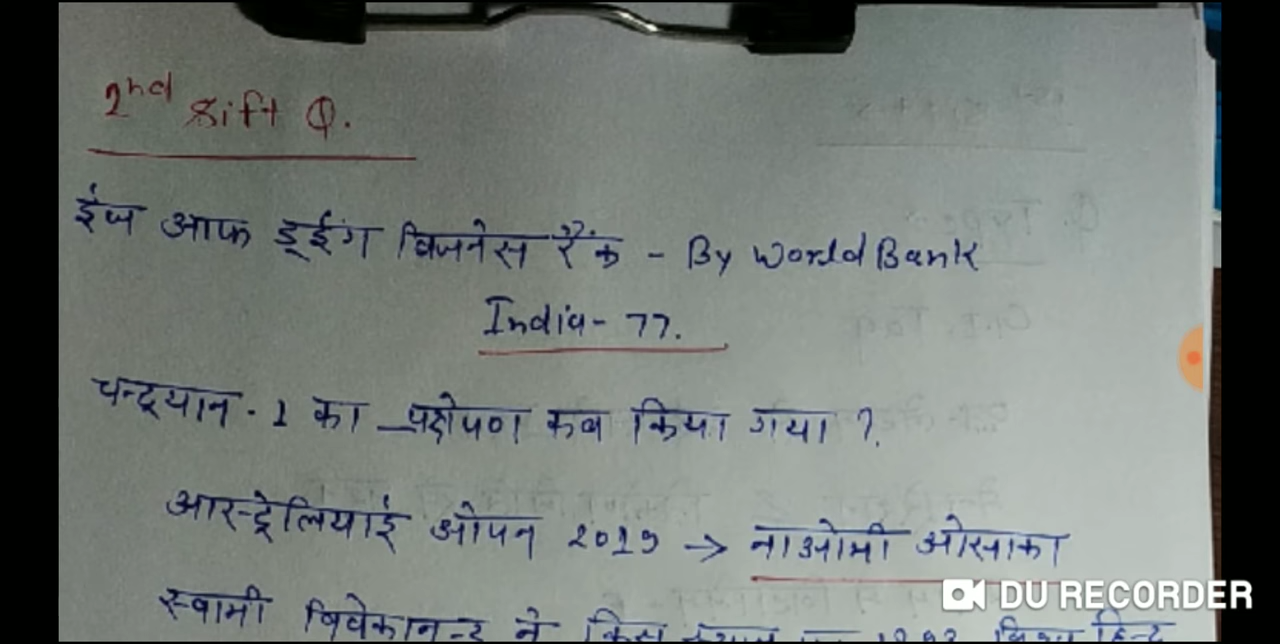 2nd Sift Q.
ईज आफ डूईंग बिजनेस रैंक - By World Bank
India - 77.
चन्द्रयान - 1 का प्रक्षेपण कब किया गया ?
आस्ट्रेलियाई ओपन 2019 → नाओमी ओसाका
स्वामी विवेकानन्द ने किस
DU RECORDER